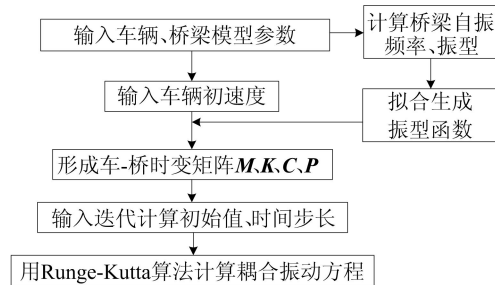 输入车辆、桥梁模型参数
计算桥梁自振
频率、振型
输入车辆初速度
拟合生成
振型函数
形成车-桥时变矩阵M、K、C、P
输入迭代计算初始值、时间步长
用Runge-Kutta算法计算耦合振动方程